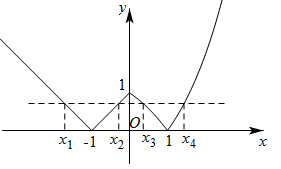 y
1
O
x₁ -1 x₂ x₃ 1 x₄ x